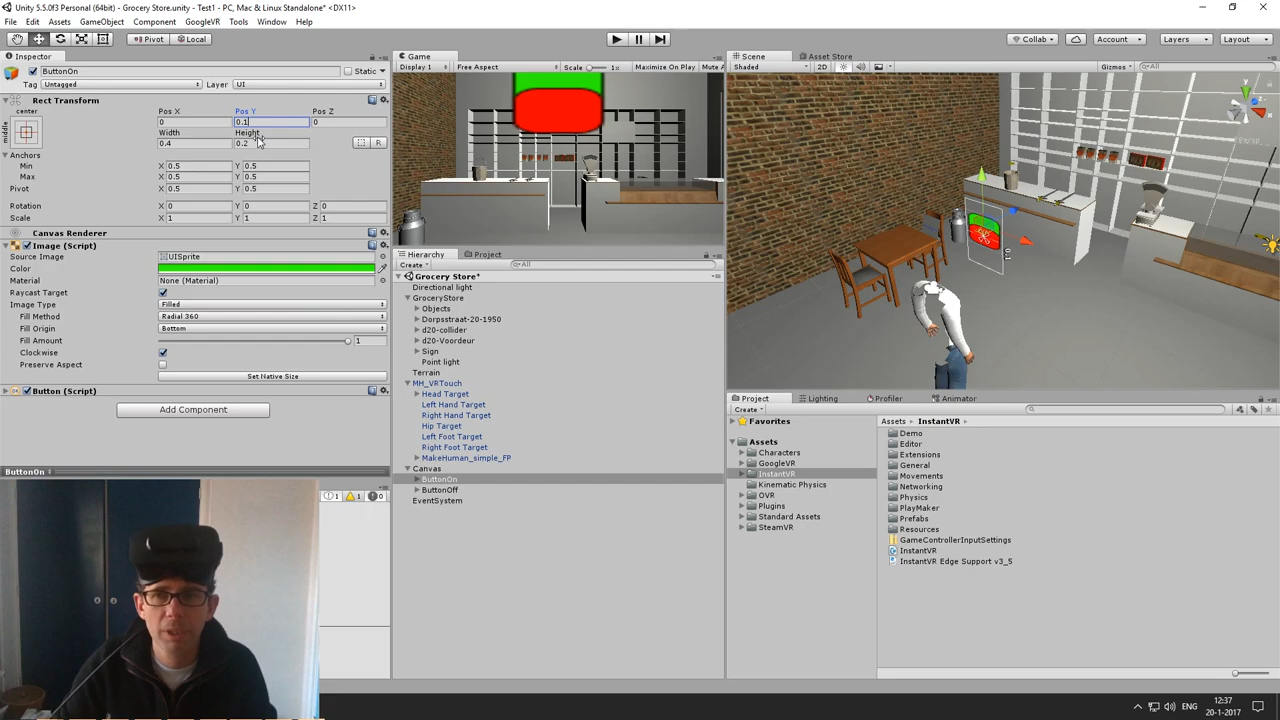 Unity 5.5.0f3 Personal (64bit) - Grocery Store.unity - Test1 - PC, Mac & Linux Standalone* <DX11>
File Edit Assets GameObject Component GoogleVR Tools Window Help
Pivot Local Collab Account Layers Layout
Inspector
ButtonOn Static
Tag Untagged Layer UI
Rect Transform
center Pos X Pos Y Pos Z
middle 0 0.1 0
Width Height
0.4 0.2 R
Anchors
Min X 0.5 Y 0.5
Max X 0.5 Y 0.5
Pivot X 0.5 Y 0.5
Rotation X 0 Y 0 Z 0
Scale X 1 Y 1 Z 1
Canvas Renderer
Image (Script)
Source Image UISprite
Color
Material None (Material)
Raycast Target
Image Type Filled
Fill Method Radial 360
Fill Origin Bottom
Fill Amount 1
Clockwise
Preserve Aspect
Set Native Size
Button (Script)
Add Component
ButtonOn
1 1 0
Game
Display 1 Free Aspect Scale 1x Maximize On Play Mute A
Hierarchy Project
Create All
Grocery Store*
Directional light
GroceryStore
Objects
Dorpsstraat-20-1950
d20-collider
d20-Voordeur
Sign
Point light
Terrain
MH_VRTouch
Head Target
Left Hand Target
Right Hand Target
Hip Target
Left Foot Target
Right Foot Target
MakeHuman_simple_FP
Canvas
ButtonOn
ButtonOff
EventSystem
Scene Asset Store
Shaded 2D Gizmos All
y
Persp
Project Lighting Profiler Animator
Create
Favorites
Assets
Characters
GoogleVR
InstantVR
Kinematic Physics
OVR
Plugins
Standard Assets
SteamVR
Assets InstantVR
Demo
Editor
Extensions
General
Movements
Networking
Physics
PlayMaker
Prefabs
Resources
GameControllerInputSettings
InstantVR
InstantVR Edge Support v3_5
ENG
12:37
20-1-2017